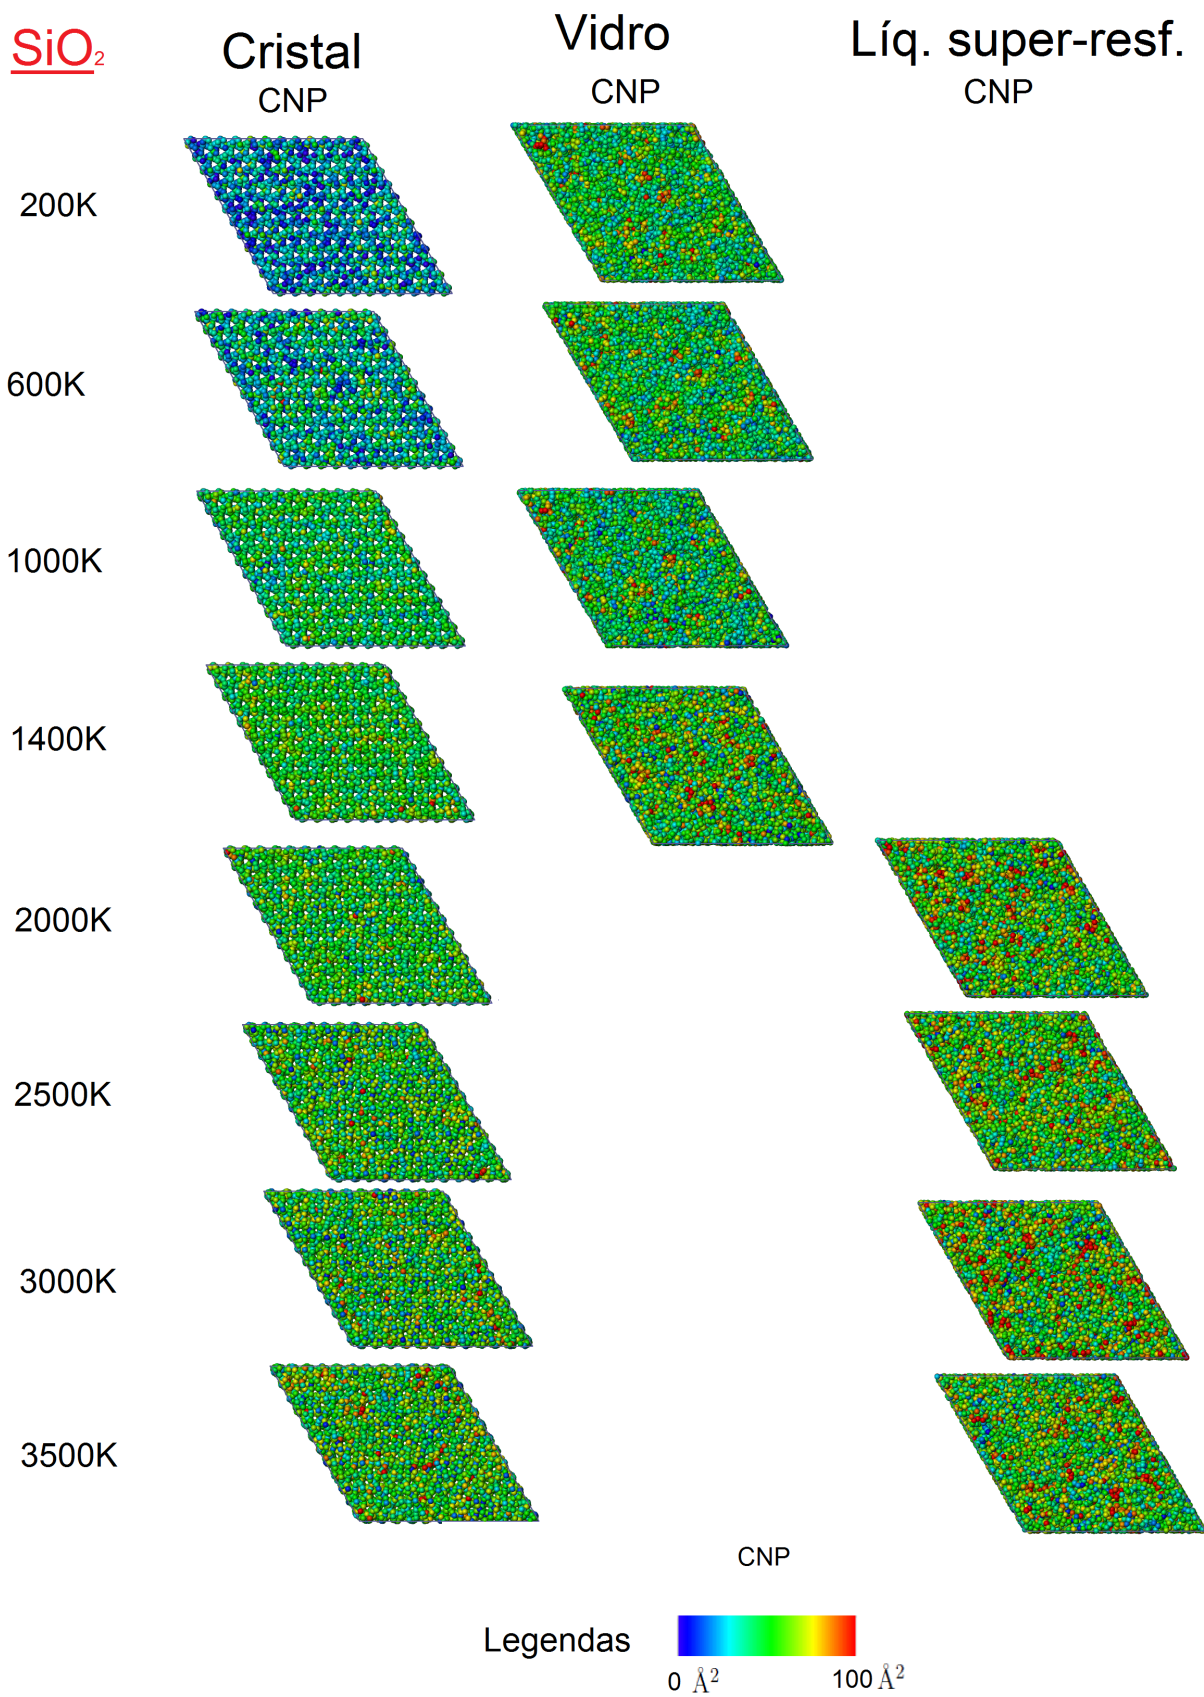 SiO₂
Cristal
Vidro
Líq. super-resf.
CNP
CNP
CNP
200K
600K
1000K
1400K
2000K
2500K
3000K
3500K
CNP
Legendas
0 Å²
100 Å²